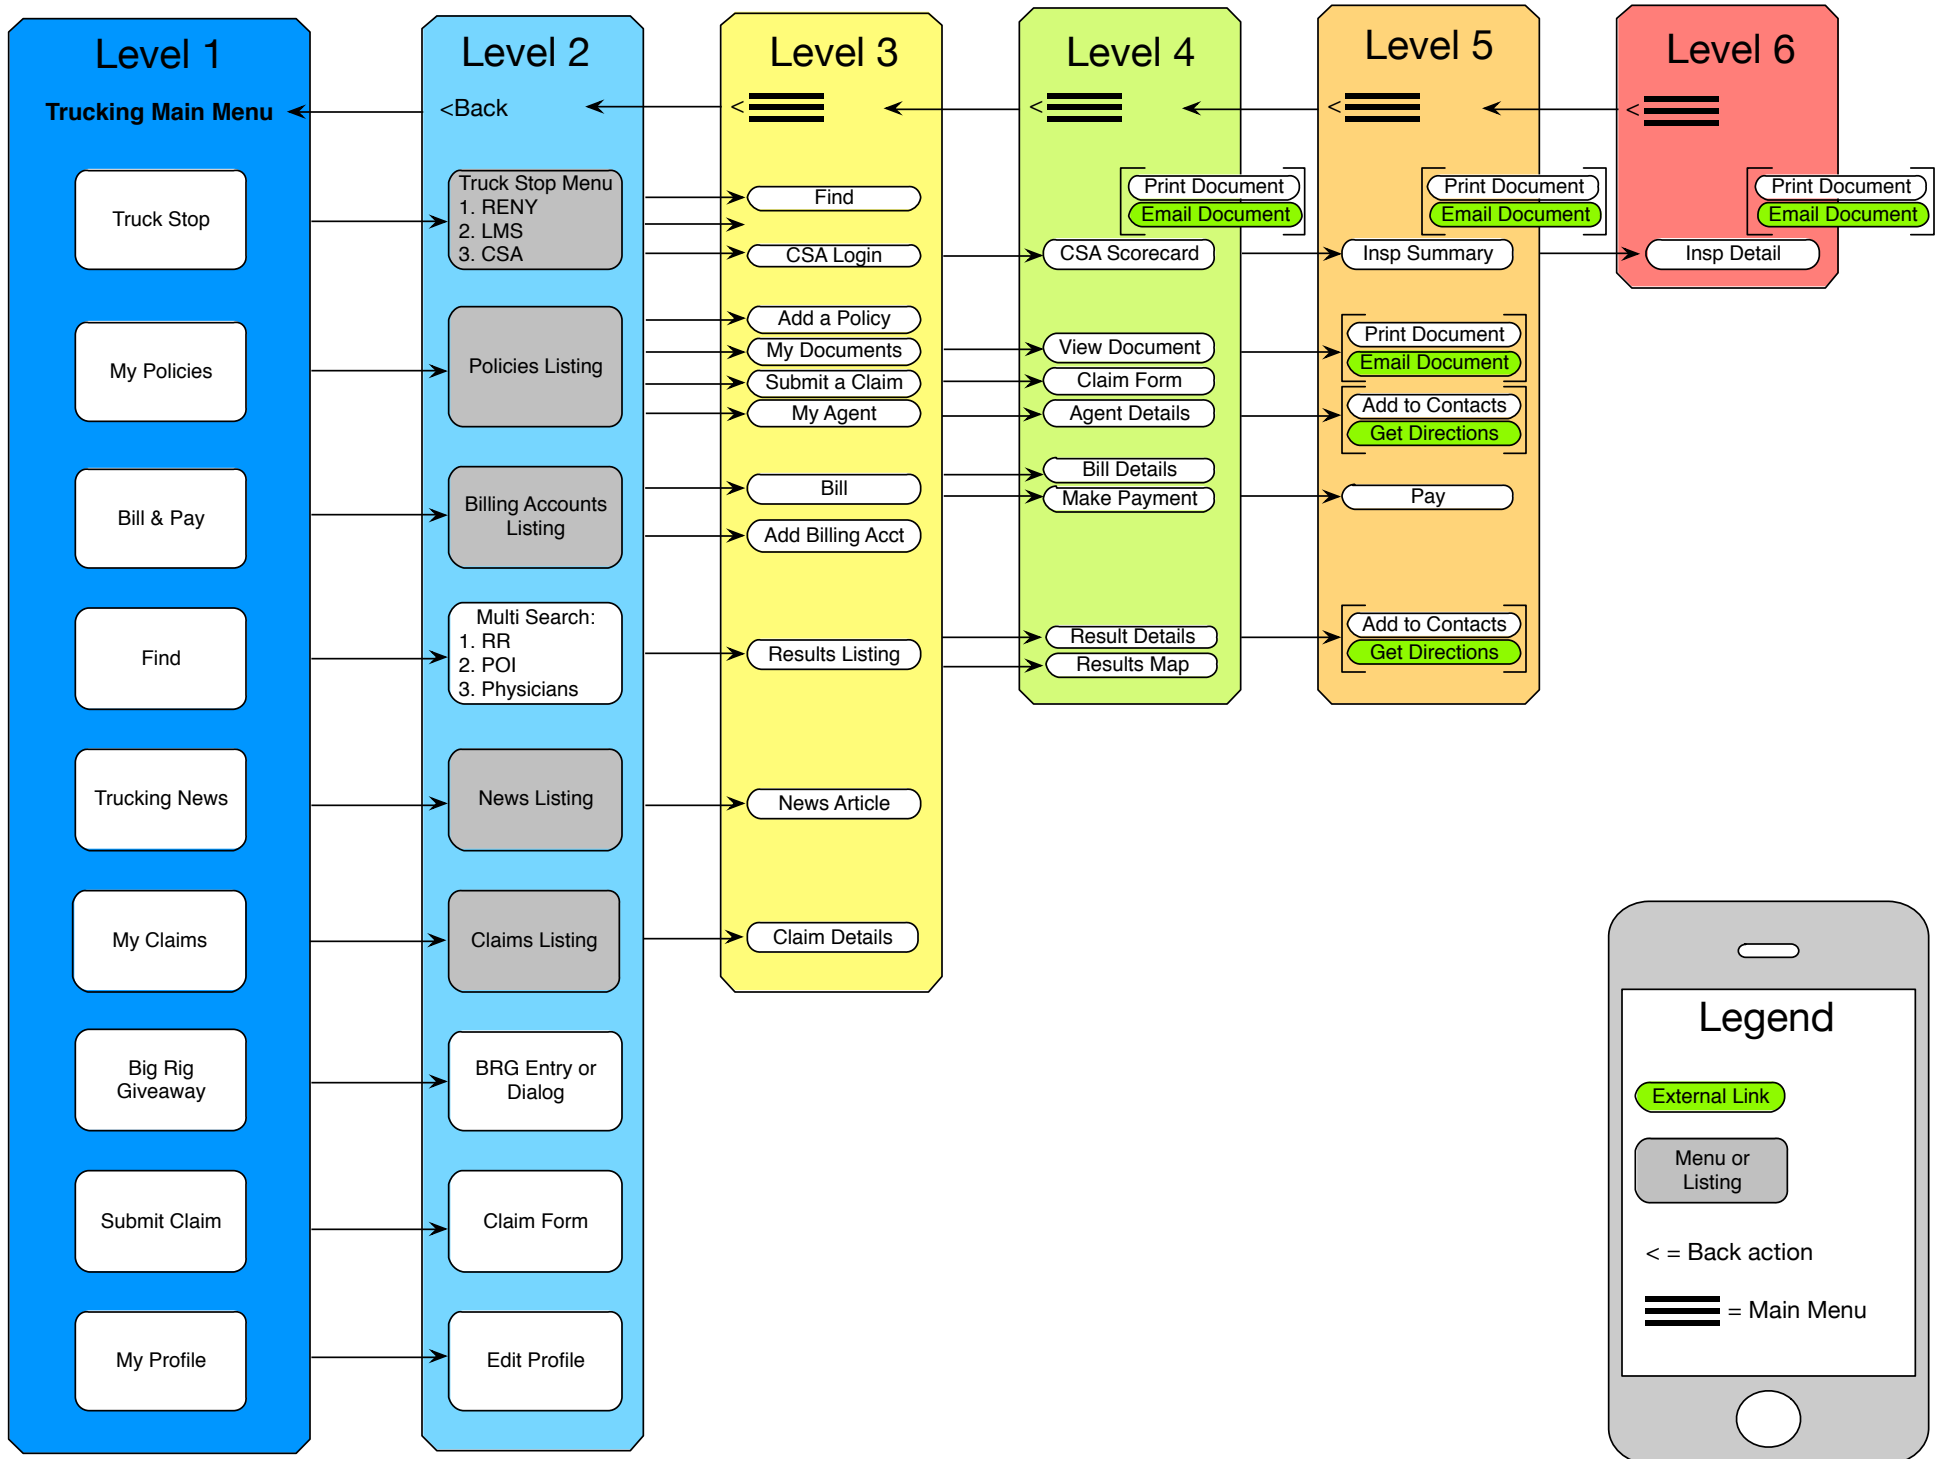 Level 1
Trucking Main Menu
Truck Stop
My Policies
Bill & Pay
Find
Trucking News
My Claims
Big Rig
Giveaway
Submit Claim
My Profile
Level 2
<Back
Truck Stop Menu
1. RENY
2. LMS
3. CSA
Policies Listing
Billing Accounts
Listing
Multi Search:
1. RR
2. POI
3. Physicians
News Listing
Claims Listing
BRG Entry or
Dialog
Claim Form
Edit Profile
Level 3
<
Find
CSA Login
Add a Policy
My Documents
Submit a Claim
My Agent
Bill
Add Billing Acct
Results Listing
News Article
Claim Details
Level 4
<
Print Document
Email Document
CSA Scorecard
View Document
Claim Form
Agent Details
Bill Details
Make Payment
Result Details
Results Map
Level 5
<
Print Document
Email Document
Insp Summary
Print Document
Email Document
Add to Contacts
Get Directions
Pay
Add to Contacts
Get Directions
Level 6
<
Print Document
Email Document
Insp Detail
Legend
External Link
Menu or
Listing
< = Back action
= Main Menu